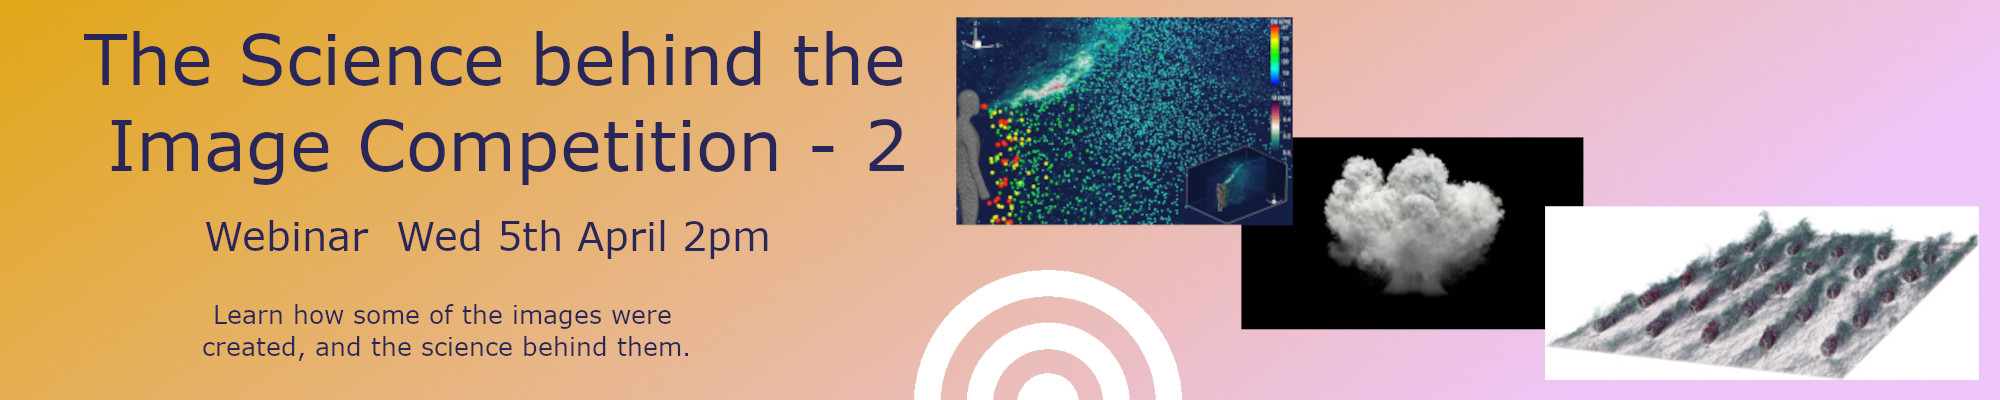 The Science behind the
Image Competition - 2
Webinar  Wed 5th April 2pm
Learn how some of the images were
created, and the science behind them.